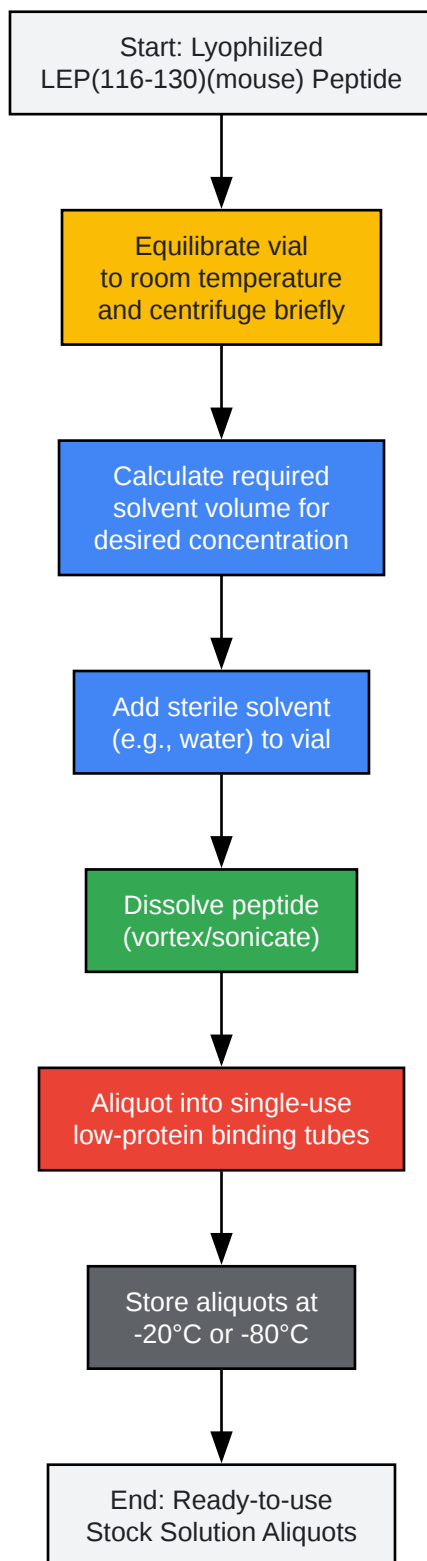 Start: Lyophilized
LEP(116-130)(mouse) Peptide
Equilibrate vial
to room temperature
and centrifuge briefly
Calculate required
solvent volume for
desired concentration
Add sterile solvent
(e.g., water) to vial
Dissolve peptide
(vortex/sonicate)
Aliquot into single-use
low-protein binding tubes
Store aliquots at
-20°C or -80°C
End: Ready-to-use
Stock Solution Aliquots